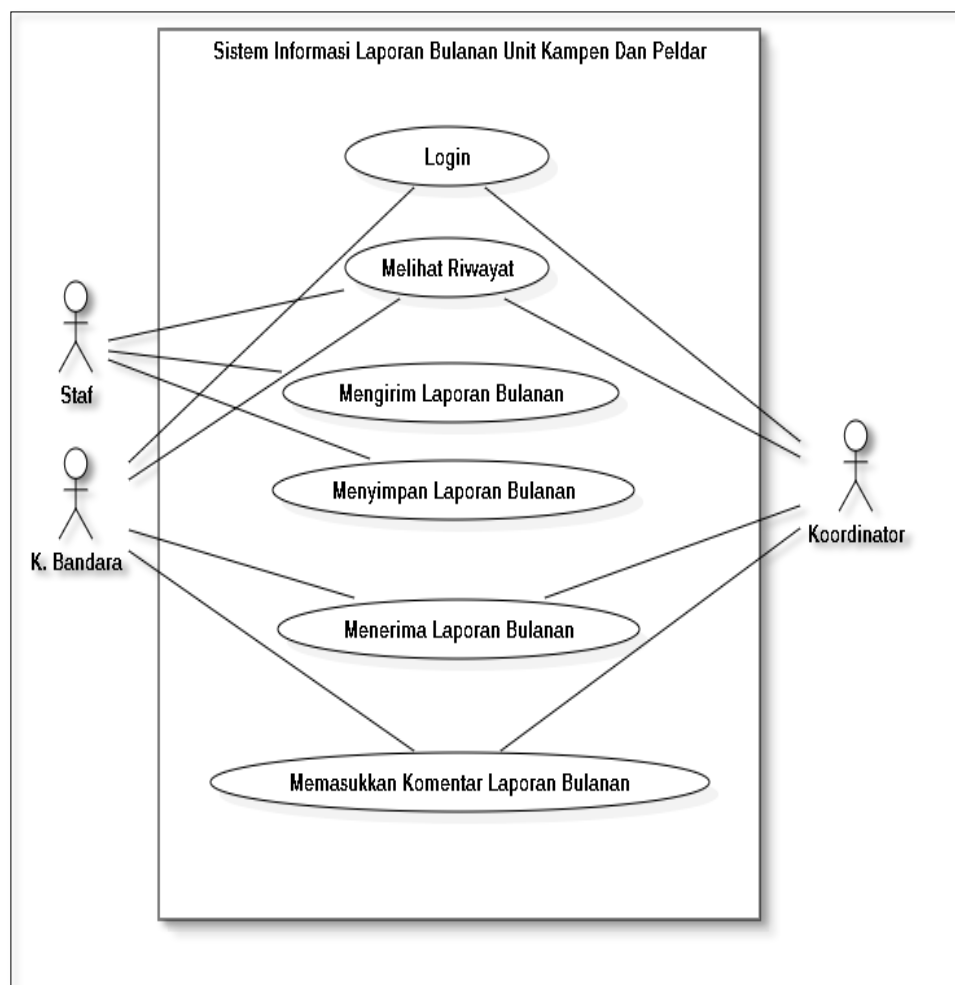 Sistem Informasi Laporan Bulanan Unit Kampen Dan Peldar
Login
Melihat Riwayat
Staf
Mengirim Laporan Bulanan
Menyimpan Laporan Bulanan
Koordinator
K. Bandara
Menerima Laporan Bulanan
Memasukkan Komentar Laporan Bulanan